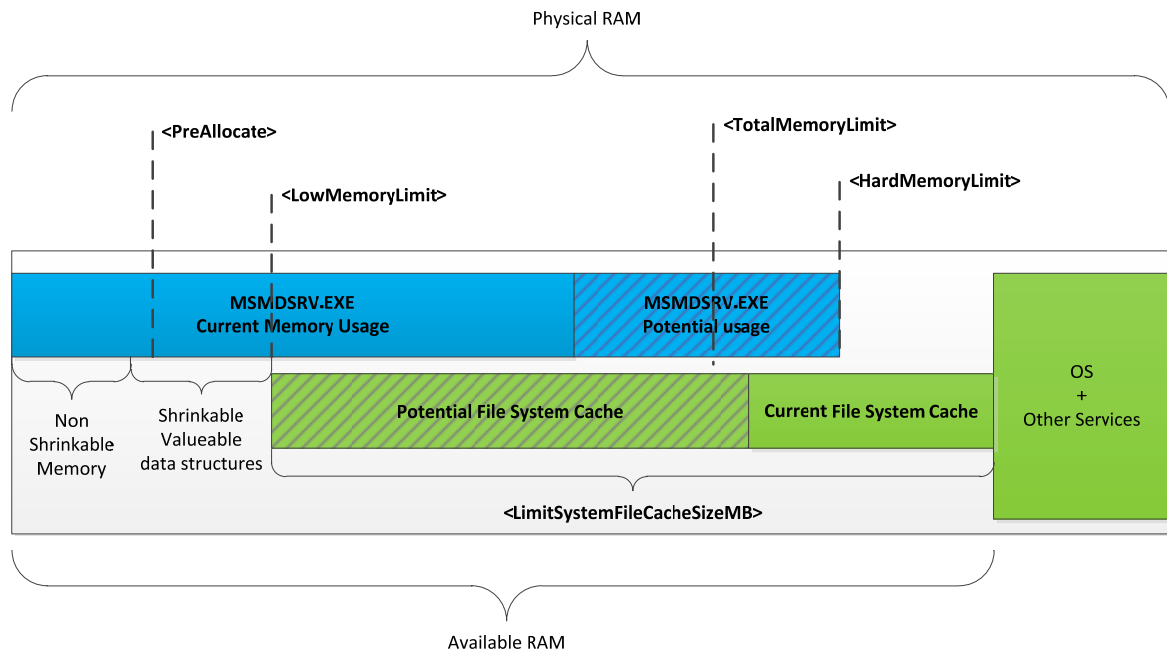 Physical RAM
<PreAllocate>
<TotalMemoryLimit>
<LowMemoryLimit>
<HardMemoryLimit>
MSMDSRV.EXE
Current Memory Usage
MSMDSRV.EXE
Potential usage
Non
Shrinkable
Memory
Shrinkable
Valueable
data structures
Potential File System Cache
Current File System Cache
OS
+
Other Services
<LimitSystemFileCacheSizeMB>
Available RAM